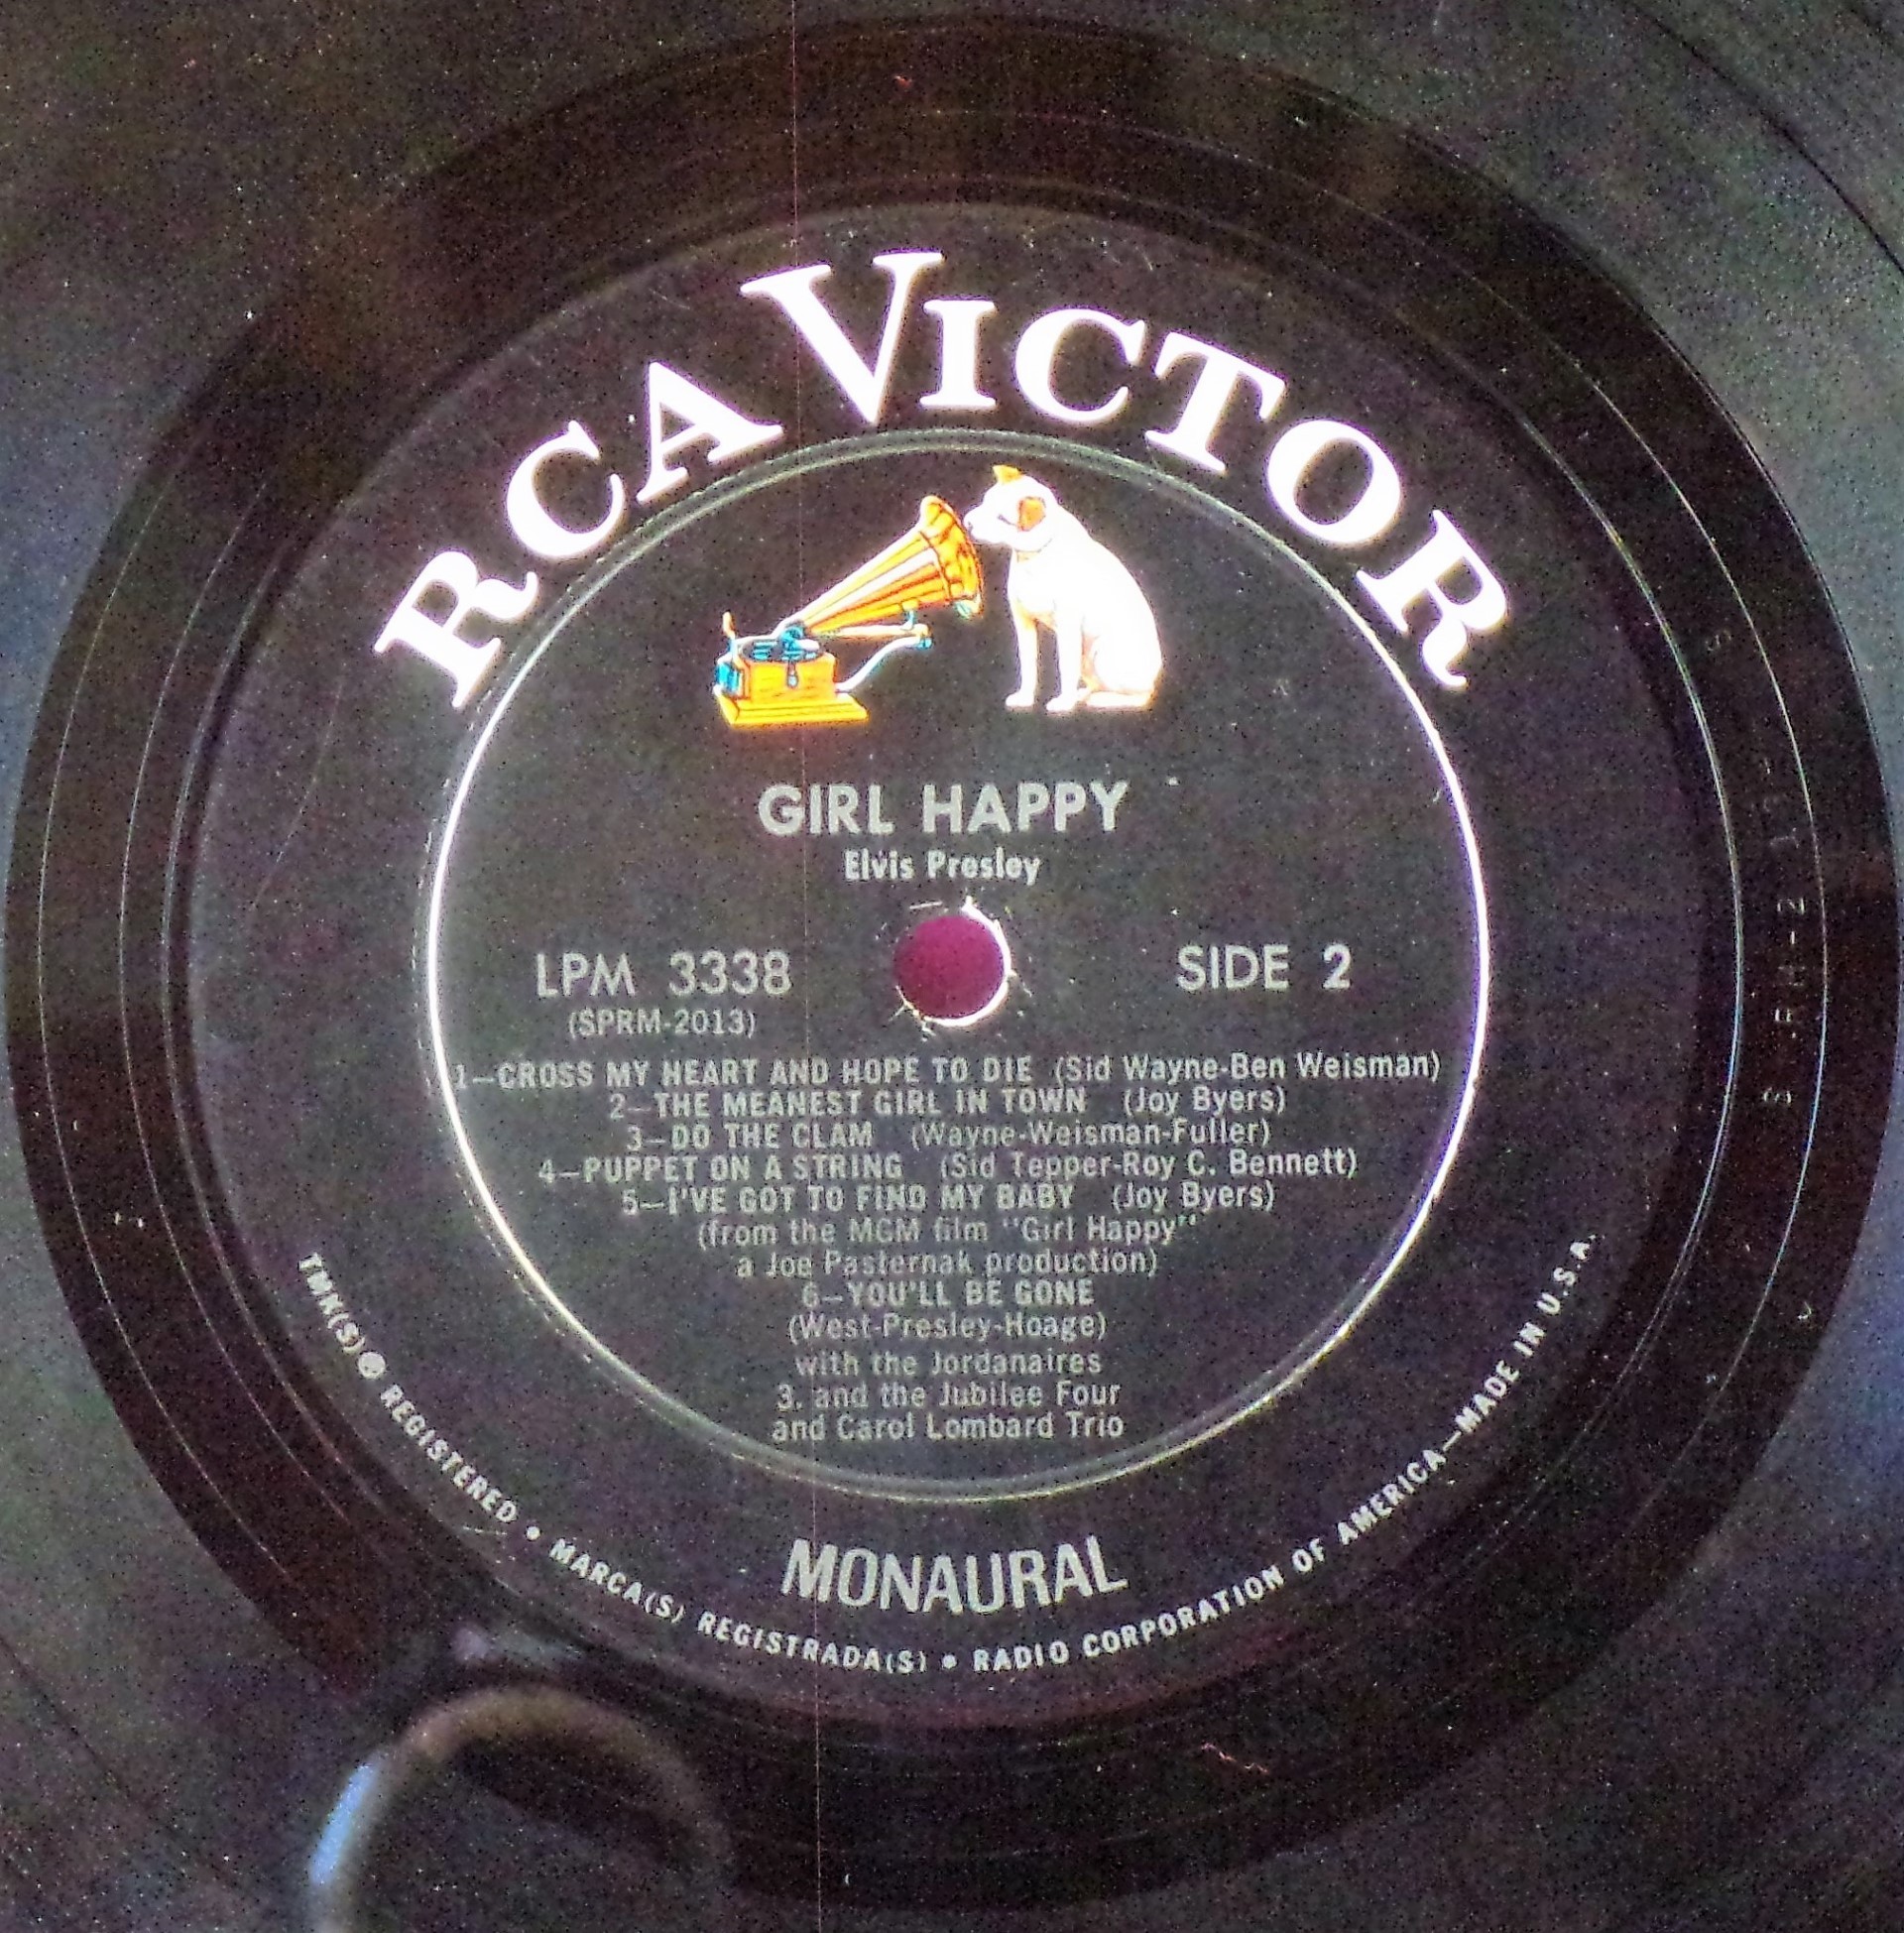 RCA VICTOR
GIRL HAPPY
Elvis Presley
LPM 3338
(SPRM-2013)
SIDE 2
1—CROSS MY HEART AND HOPE TO DIE (Sid Wayne-Ben Weisman)
2—THE MEANEST GIRL IN TOWN (Joy Byers)
3—DO THE CLAM (Wayne-Weisman-Fuller)
4—PUPPET ON A STRING (Sid Tepper-Roy C. Bennett)
5—I'VE GOT TO FIND MY BABY (Joy Byers)
(from the MGM film "Girl Happy"
a Joe Pasternak production)
6—YOU'LL BE GONE
(West-Presley-Hoage)
with the Jordanaires
3. and the Jubilee Four
and Carol Lombard Trio
MONAURAL
TMK(S) ® REGISTERED • MARCA(S) REGISTRADA(S) • RADIO CORPORATION OF AMERICA—MADE IN U.S.A.